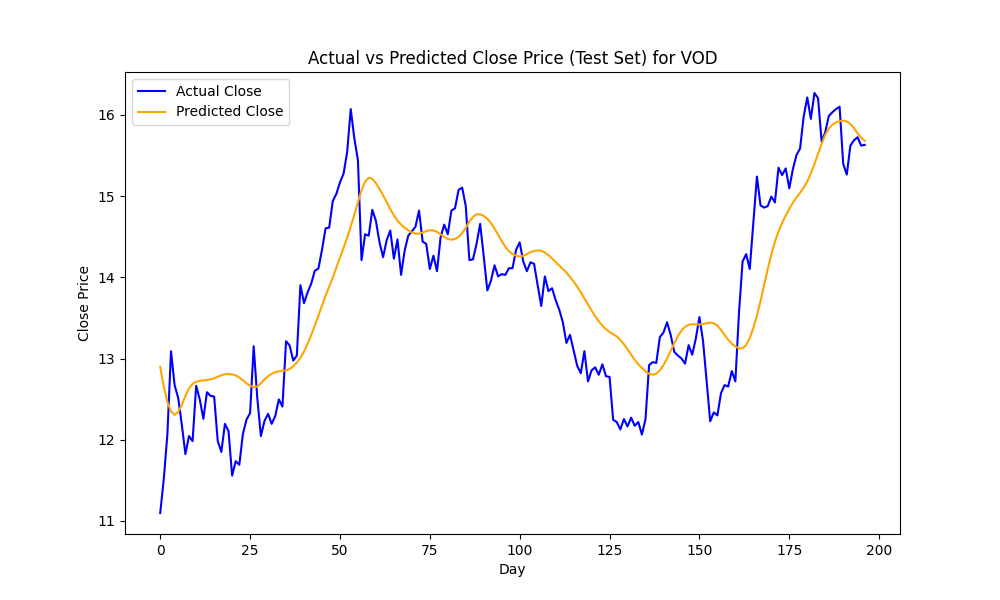 Actual vs Predicted Close Price (Test Set) for VOD
Actual Close
Predicted Close
Close Price
16
15
14
13
12
11
0 25 50 75 100 125 150 175 200
Day